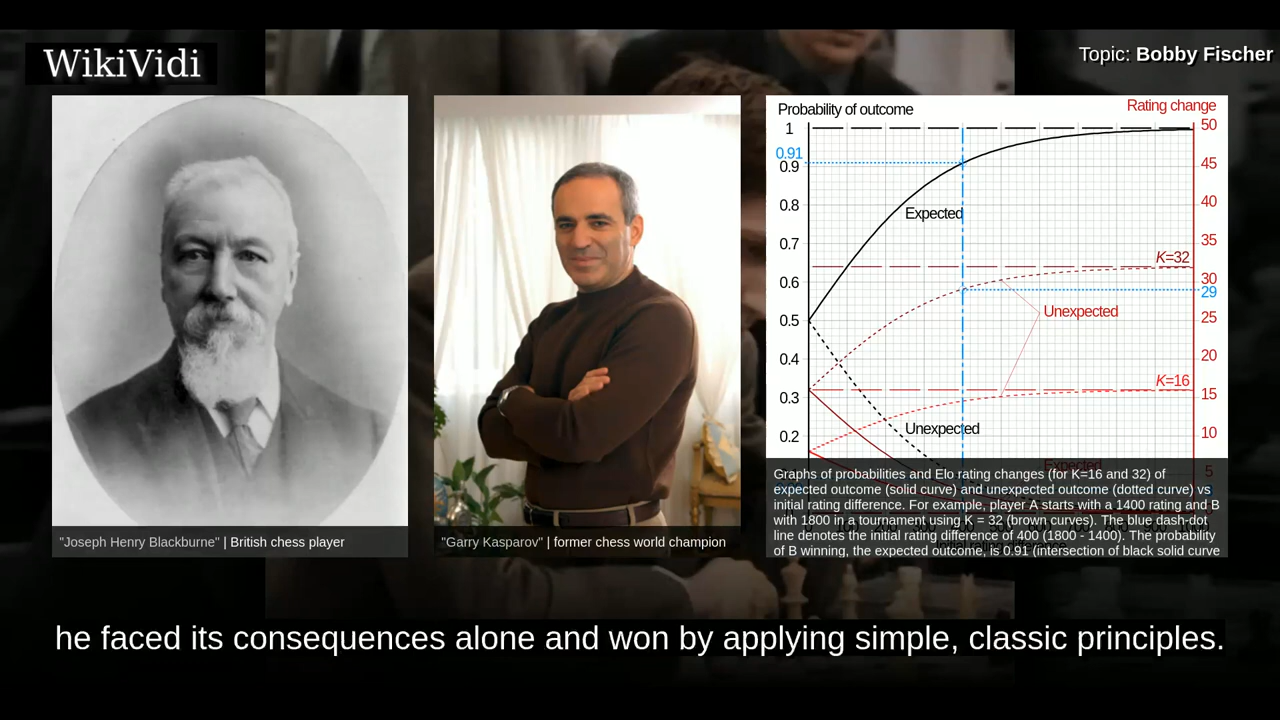 WikiVidi
Topic: Bobby Fischer
Probability of outcome
Rating change
1
50
0.91
0.9
45
0.8
40
Expected
0.7
35
K=32
0.6
30
29
Unexpected
0.5
25
0.4
20
K=16
0.3
15
Unexpected
0.2
10
Expected
5
Graphs of probabilities and Elo rating changes (for K=16 and 32) of
expected outcome (solid curve) and unexpected outcome (dotted curve) vs
initial rating difference. For example, player A starts with a 1400 rating and B
with 1800 in a tournament using K = 32 (brown curves). The blue dash-dot
line denotes the initial rating difference of 400 (1800 - 1400). The probability
of B winning, the expected outcome, is 0.91 (intersection of black solid curve
"Joseph Henry Blackburne" | British chess player
"Garry Kasparov" | former chess world champion
he faced its consequences alone and won by applying simple, classic principles.